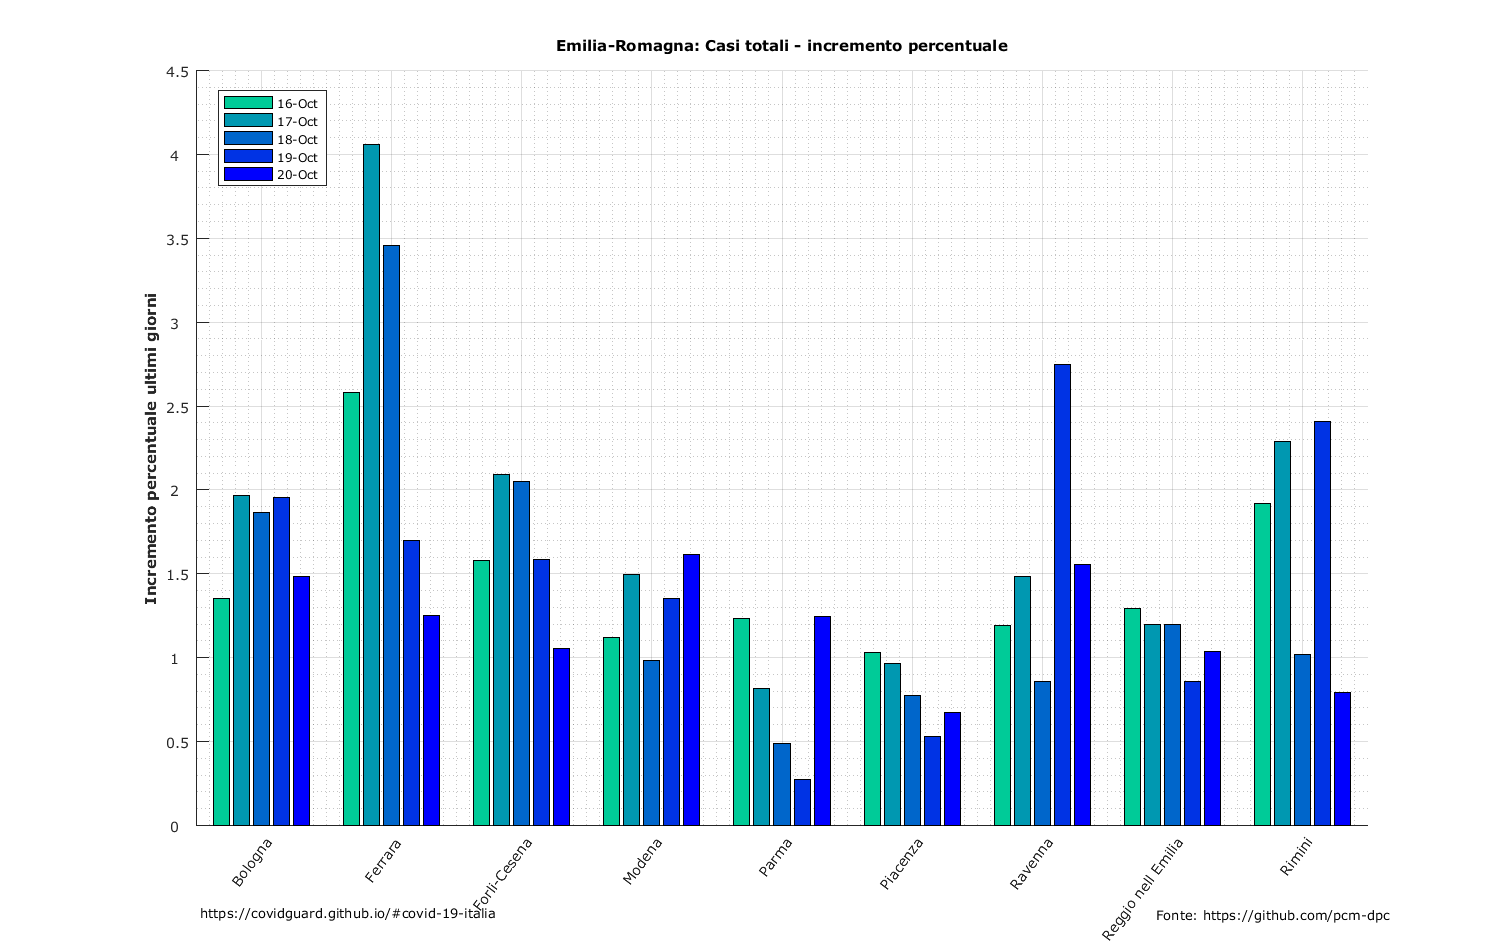 Emilia-Romagna: Casi totali - incremento percentuale
4.5
4
3.5
3
2.5
2
1.5
1
0.5
0
Incremento percentuale ultimi giorni
16-Oct
17-Oct
18-Oct
19-Oct
20-Oct
Bologna
Ferrara
Forlì-Cesena
Modena
Parma
Piacenza
Ravenna
Reggio nell Emilia
Rimini
https://covidguard.github.io/#covid-19-italia
Fonte: https://github.com/pcm-dpc